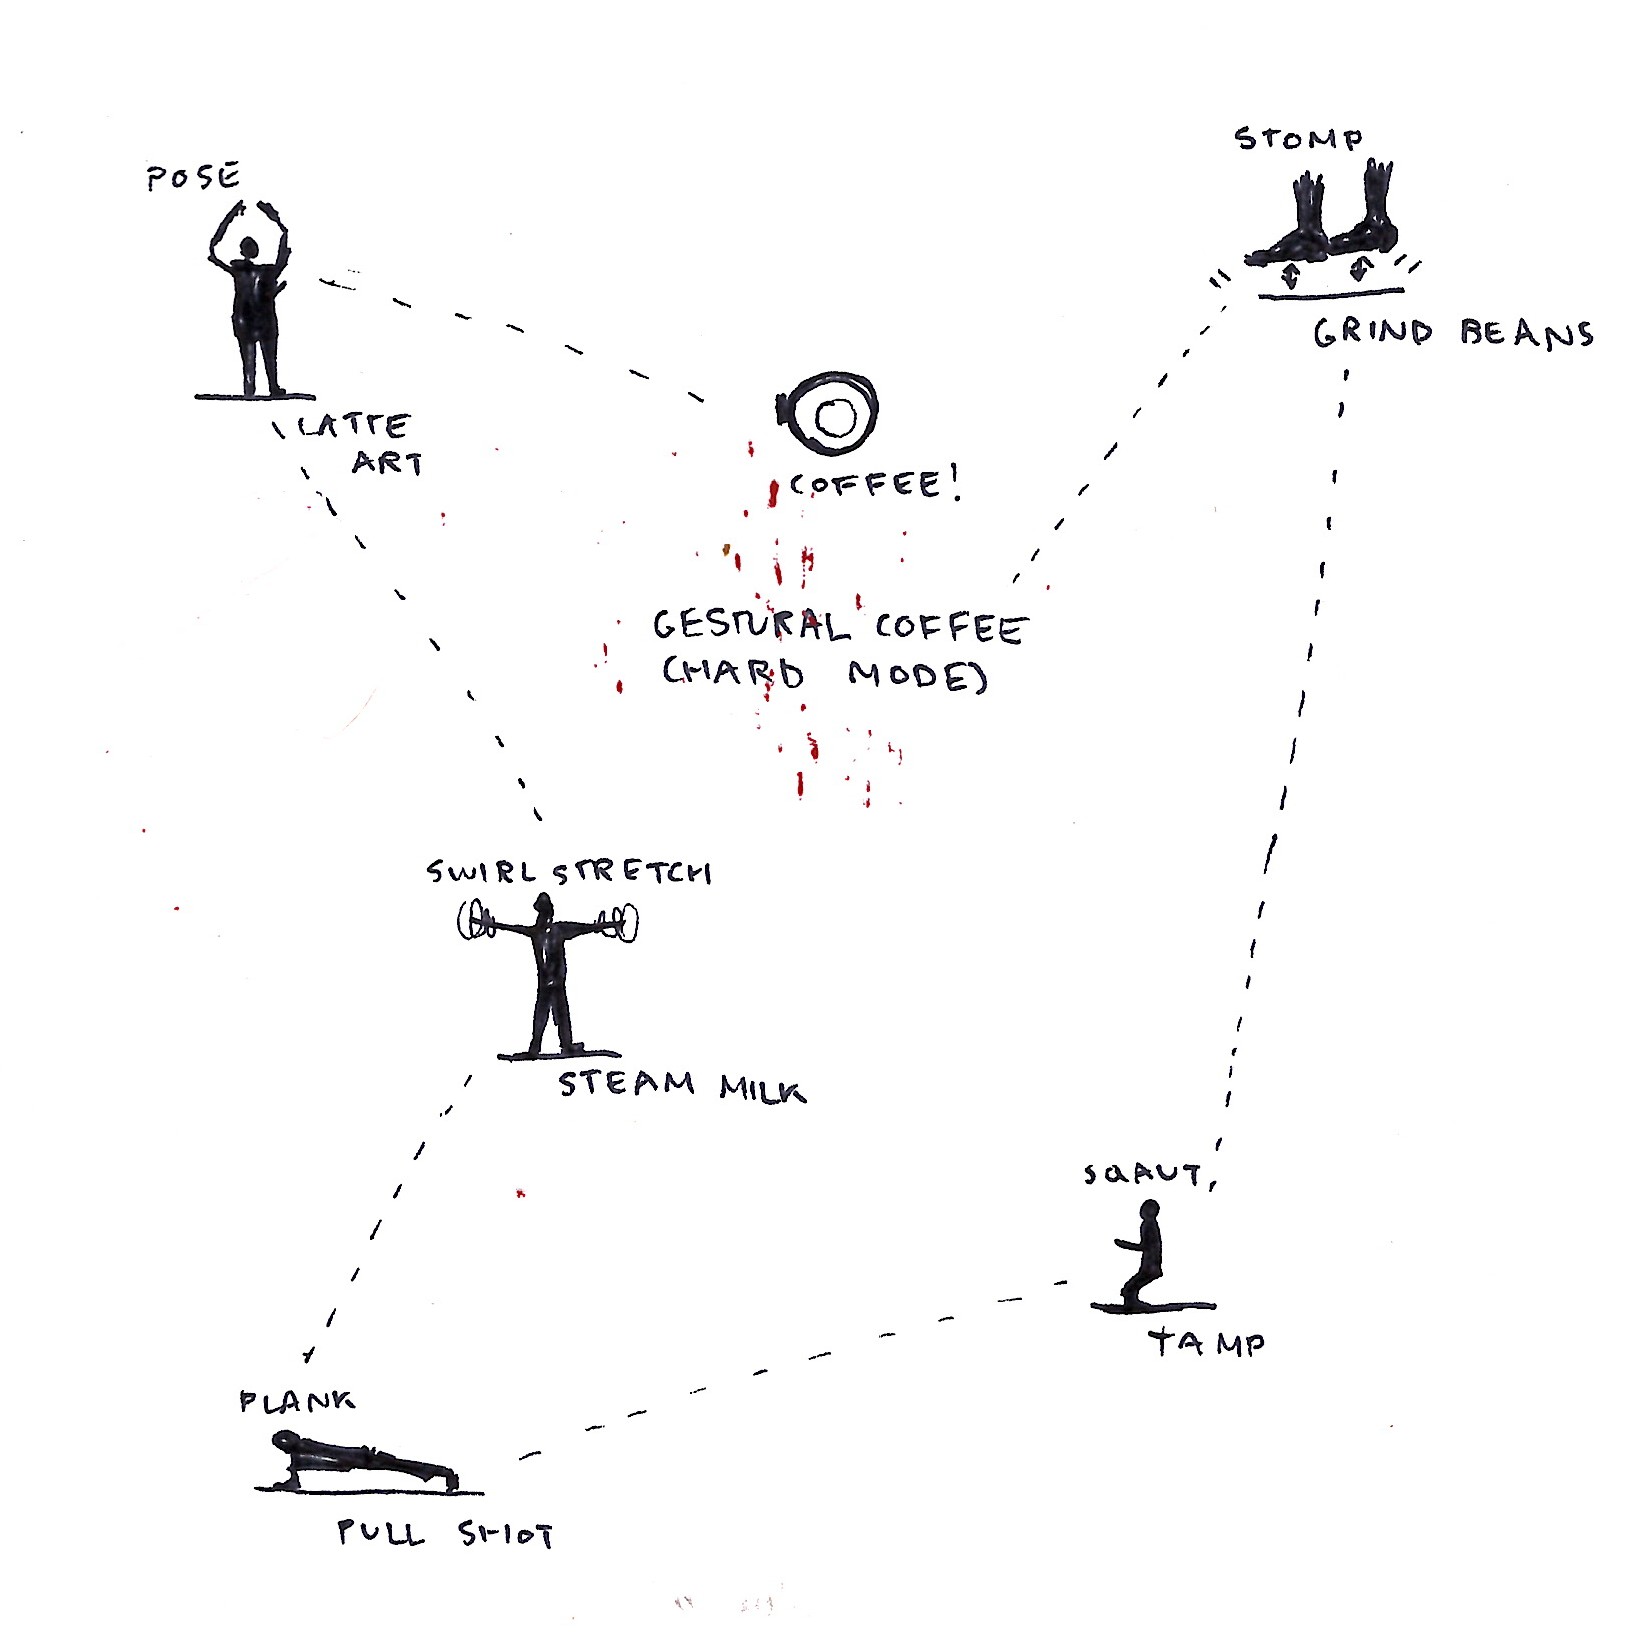 POSE
STOMP
GRIND BEANS
LATTE
ART
COFFEE!
GESTURAL COFFEE
(HARD MODE)
SWIRL STRETCH
STEAM MILK
SQAUT,
TAMP
PLANK
PULL SHOT